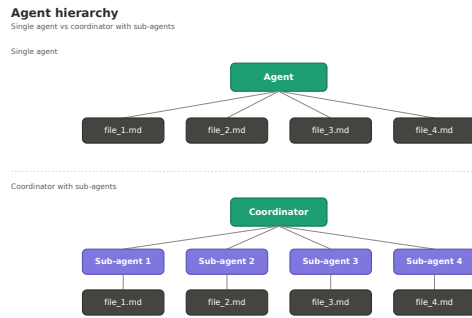 Agent hierarchy
Single agent vs coordinator with sub-agents
Single agent
Agent
file_1.md
file_2.md
file_3.md
file_4.md
Coordinator with sub-agents
Coordinator
Sub-agent 1
Sub-agent 2
Sub-agent 3
Sub-agent 4
file_1.md
file_2.md
file_3.md
file_4.md